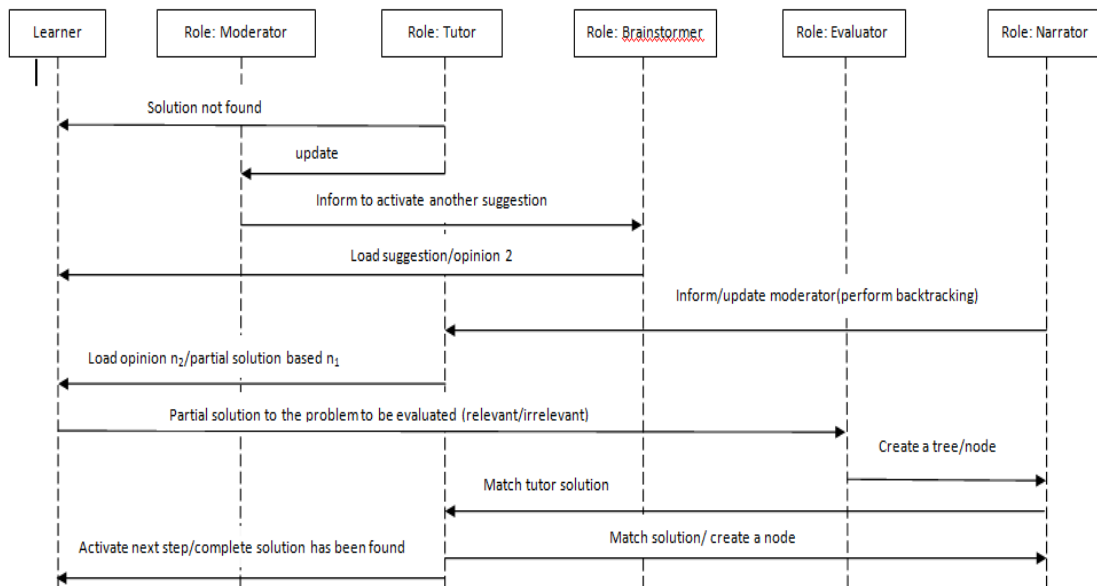 Learner
Role: Moderator
Role: Tutor
Role: Brainstormer
Role: Evaluator
Role: Narrator
Solution not found
update
Inform to activate another suggestion
Load suggestion/opinion 2
Inform/update moderator(perform backtracking)
Load opinion n₂/partial solution based n₁
Partial solution to the problem to be evaluated (relevant/irrelevant)
Create a tree/node
Match tutor solution
Match solution/ create a node
Activate next step/complete solution has been found